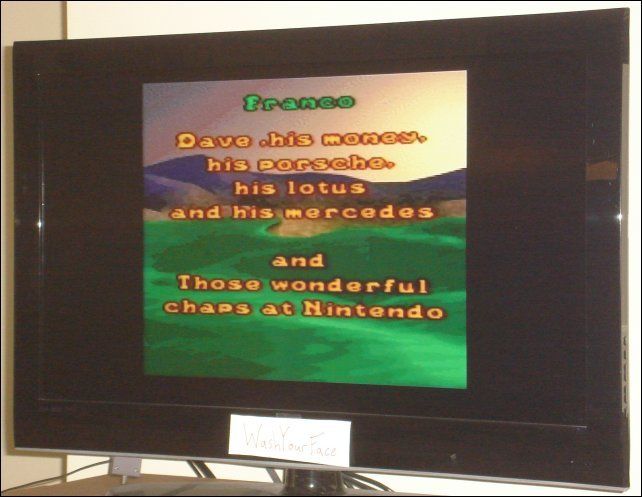 Franco
Dave ,his money,
his porsche,
his lotus
and his mercedes
and
Those wonderful
chaps at Nintendo
WashYourFace